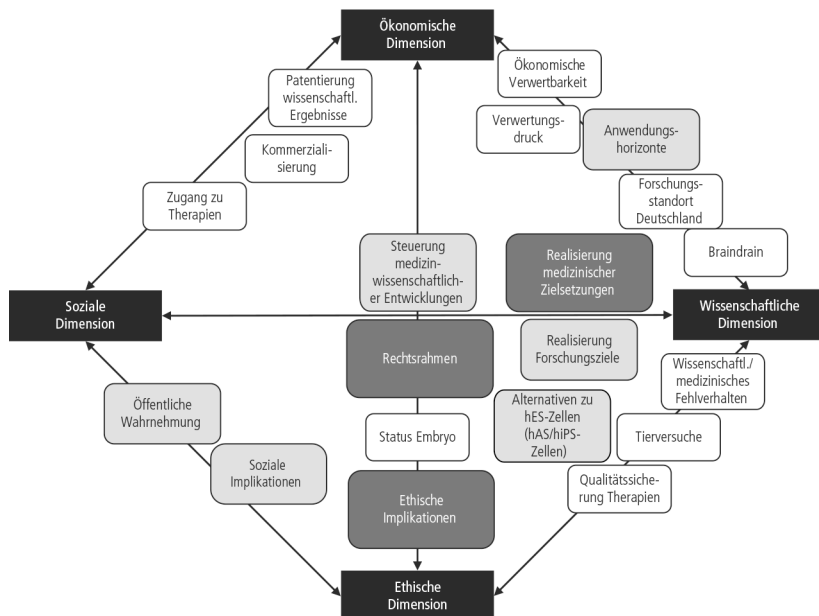 Ökonomische
Dimension
Patentierung
wissenschaftl.
Ergebnisse
Kommerziali-
sierung
Zugang zu
Therapien
Ökonomische
Verwertbarkeit
Verwertungs-
druck
Anwendungs-
horizonte
Forschungs-
standort
Deutschland
Braindrain
Steuerung
medizin-
wissenschaftlich-
er Entwicklungen
Realisierung
medizinischer
Zielsetzungen
Soziale
Dimension
Wissenschaftliche
Dimension
Rechtsrahmen
Realisierung
Forschungsziele
Wissenschaftl./
medizinisches
Fehlverhalten
Öffentliche
Wahrnehmung
Status Embryo
Alternativen zu
hES-Zellen
(hAS/hiPS-
Zellen)
Tierversuche
Soziale
Implikationen
Qualitätssiche-
rung Therapien
Ethische
Implikationen
Ethische
Dimension